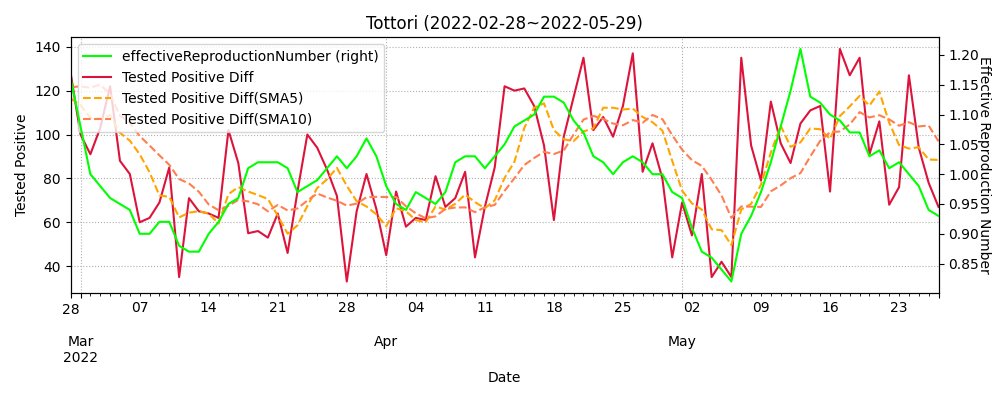 Tottori (2022-02-28~2022-05-29)
effectiveReproductionNumber (right)
Tested Positive Diff
Tested Positive Diff(SMA5)
Tested Positive Diff(SMA10)
Tested Positive
140
120
100
80
60
40
1.20
1.15
1.10
1.05
1.00
0.95
0.90
0.85
Effective Reproduction Number
28 07 14 21 28 04 11 18 25 02 09 16 23
Mar Apr May
2022
Date